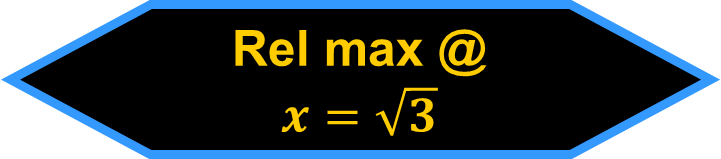 Rel max @
x = √3